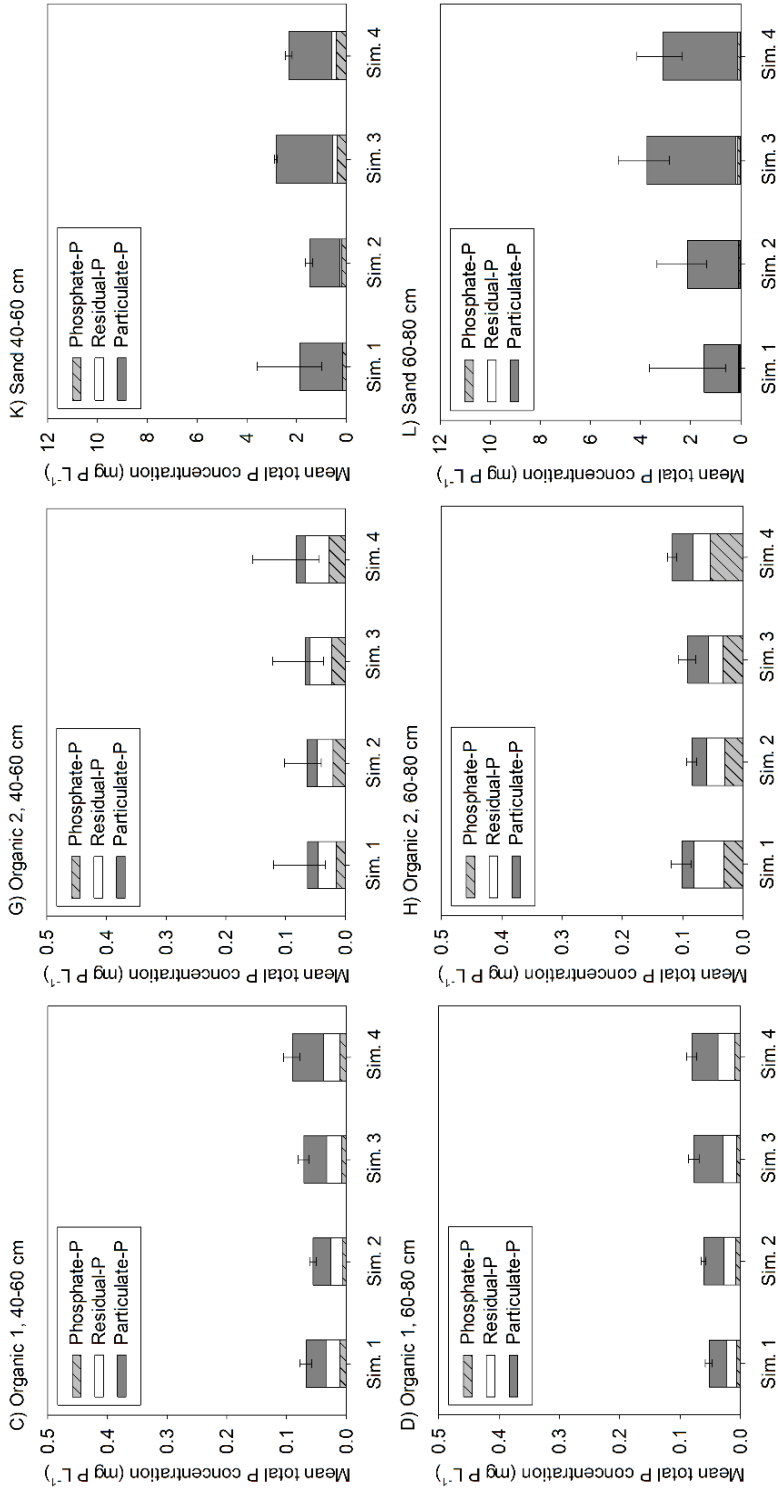 C) Organic 1, 40-60 cm
Mean total P concentration (mg P L⁻¹)
0.5
0.4
0.3
0.2
0.1
0.0
Phosphate-P
Residual-P
Particulate-P
Sim. 1 Sim. 2 Sim. 3 Sim. 4
G) Organic 2, 40-60 cm
Mean total P concentration (mg P L⁻¹)
0.5
0.4
0.3
0.2
0.1
0.0
Phosphate-P
Residual-P
Particulate-P
Sim. 1 Sim. 2 Sim. 3 Sim. 4
K) Sand 40-60 cm
Mean total P concentration (mg P L⁻¹)
12
10
8
6
4
2
0
Phosphate-P
Residual-P
Particulate-P
Sim. 1 Sim. 2 Sim. 3 Sim. 4
D) Organic 1, 60-80 cm
Mean total P concentration (mg P L⁻¹)
0.5
0.4
0.3
0.2
0.1
0.0
Phosphate-P
Residual-P
Particulate-P
Sim. 1 Sim. 2 Sim. 3 Sim. 4
H) Organic 2, 60-80 cm
Mean total P concentration (mg P L⁻¹)
0.5
0.4
0.3
0.2
0.1
0.0
Phosphate-P
Residual-P
Particulate-P
Sim. 1 Sim. 2 Sim. 3 Sim. 4
L) Sand 60-80 cm
Mean total P concentration (mg P L⁻¹)
12
10
8
6
4
2
0
Phosphate-P
Residual-P
Particulate-P
Sim. 1 Sim. 2 Sim. 3 Sim. 4